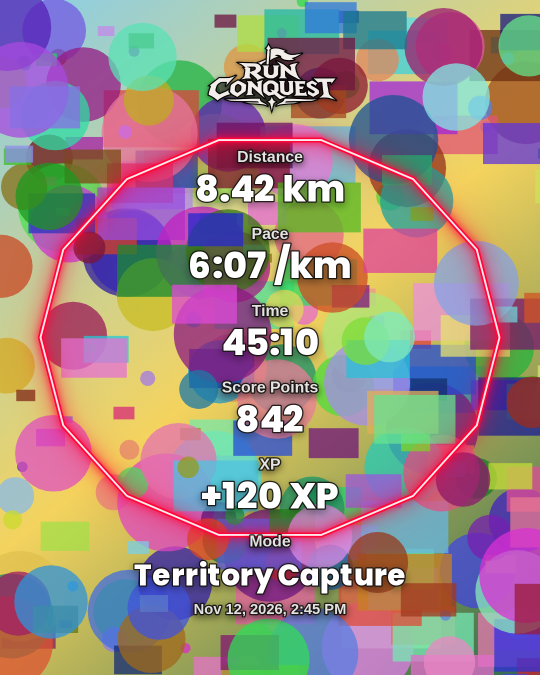 RUN
CONQUEST
Distance
8.42 km
Pace
6:07 /km
Time
45:10
Score Points
842
XP
+120 XP
Mode
Territory Capture
Nov 12, 2026, 2:45 PM